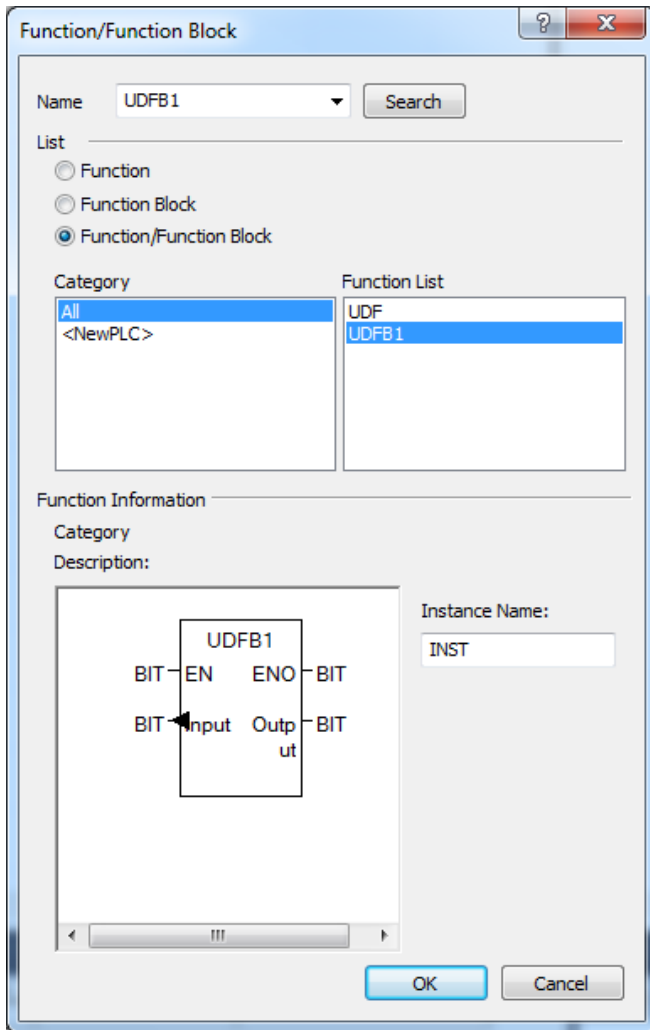 Function/Function Block
Name UDFB1 Search
List
Function
Function Block
Function/Function Block
Category Function List
All UDF
<NewPLC> UDFB1
Function Information
Category
Description:
Instance Name:
INST
UDFB1
BIT EN ENO BIT
BIT nput Outp BIT
ut
OK Cancel